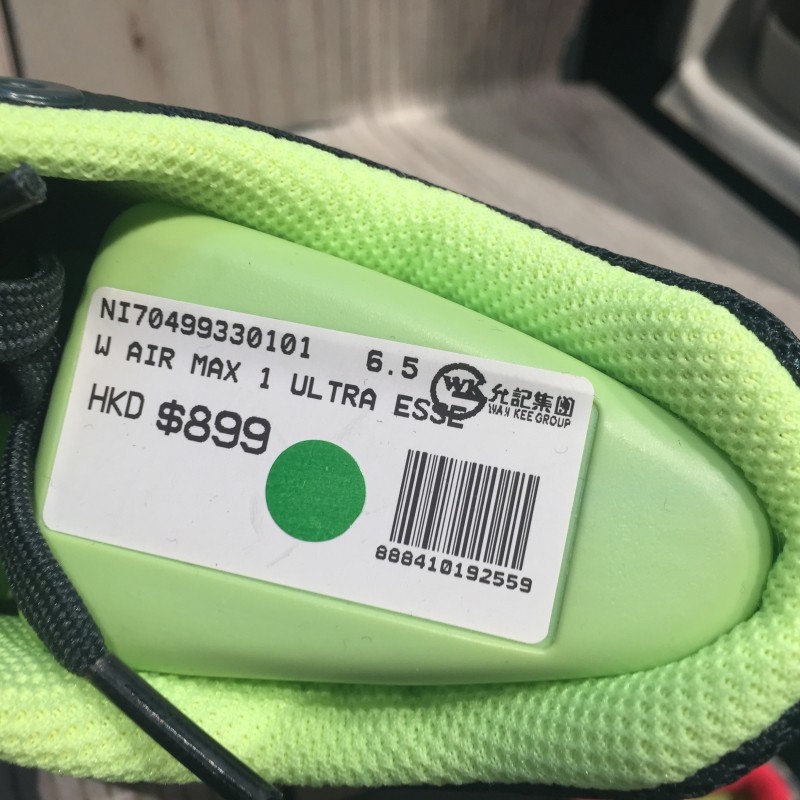 NI70499330101 6.5
W AIR MAX 1 ULTRA ESSE
HKD $899
WK
允記集團
WAN KEE GROUP
888410192559